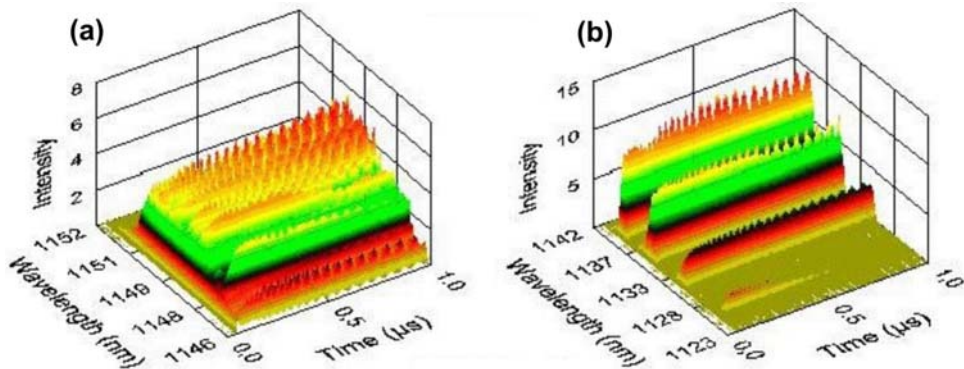 (a)
8
6
4
2
Intensity
1152
1151
1149
1148
1146
Wavelength (nm)
0.0
0.5
1.0
Time (μs)
(b)
15
10
5
Intensity
1142
1137
1133
1128
1123
Wavelength (nm)
0.0
0.5
1.0
Time (μs)